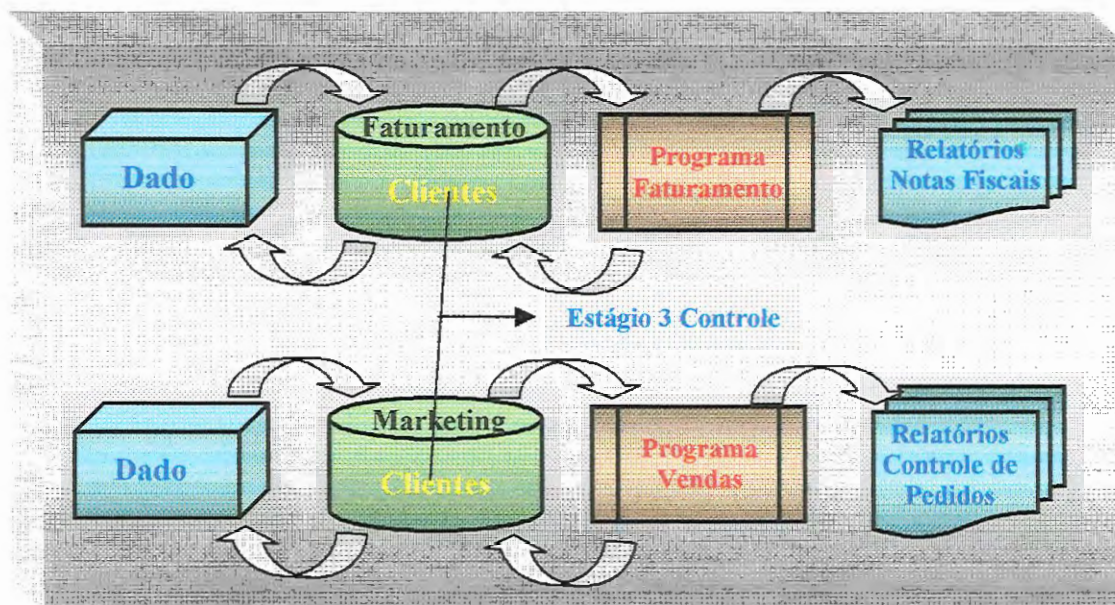 Dado
Faturamento
Clientes
Programa
Faturamento
Relatórios
Notas Fiscais
Estágio 3 Controle
Dado
Marketing
Clientes
Programa
Vendas
Relatórios
Controle de
Pedidos